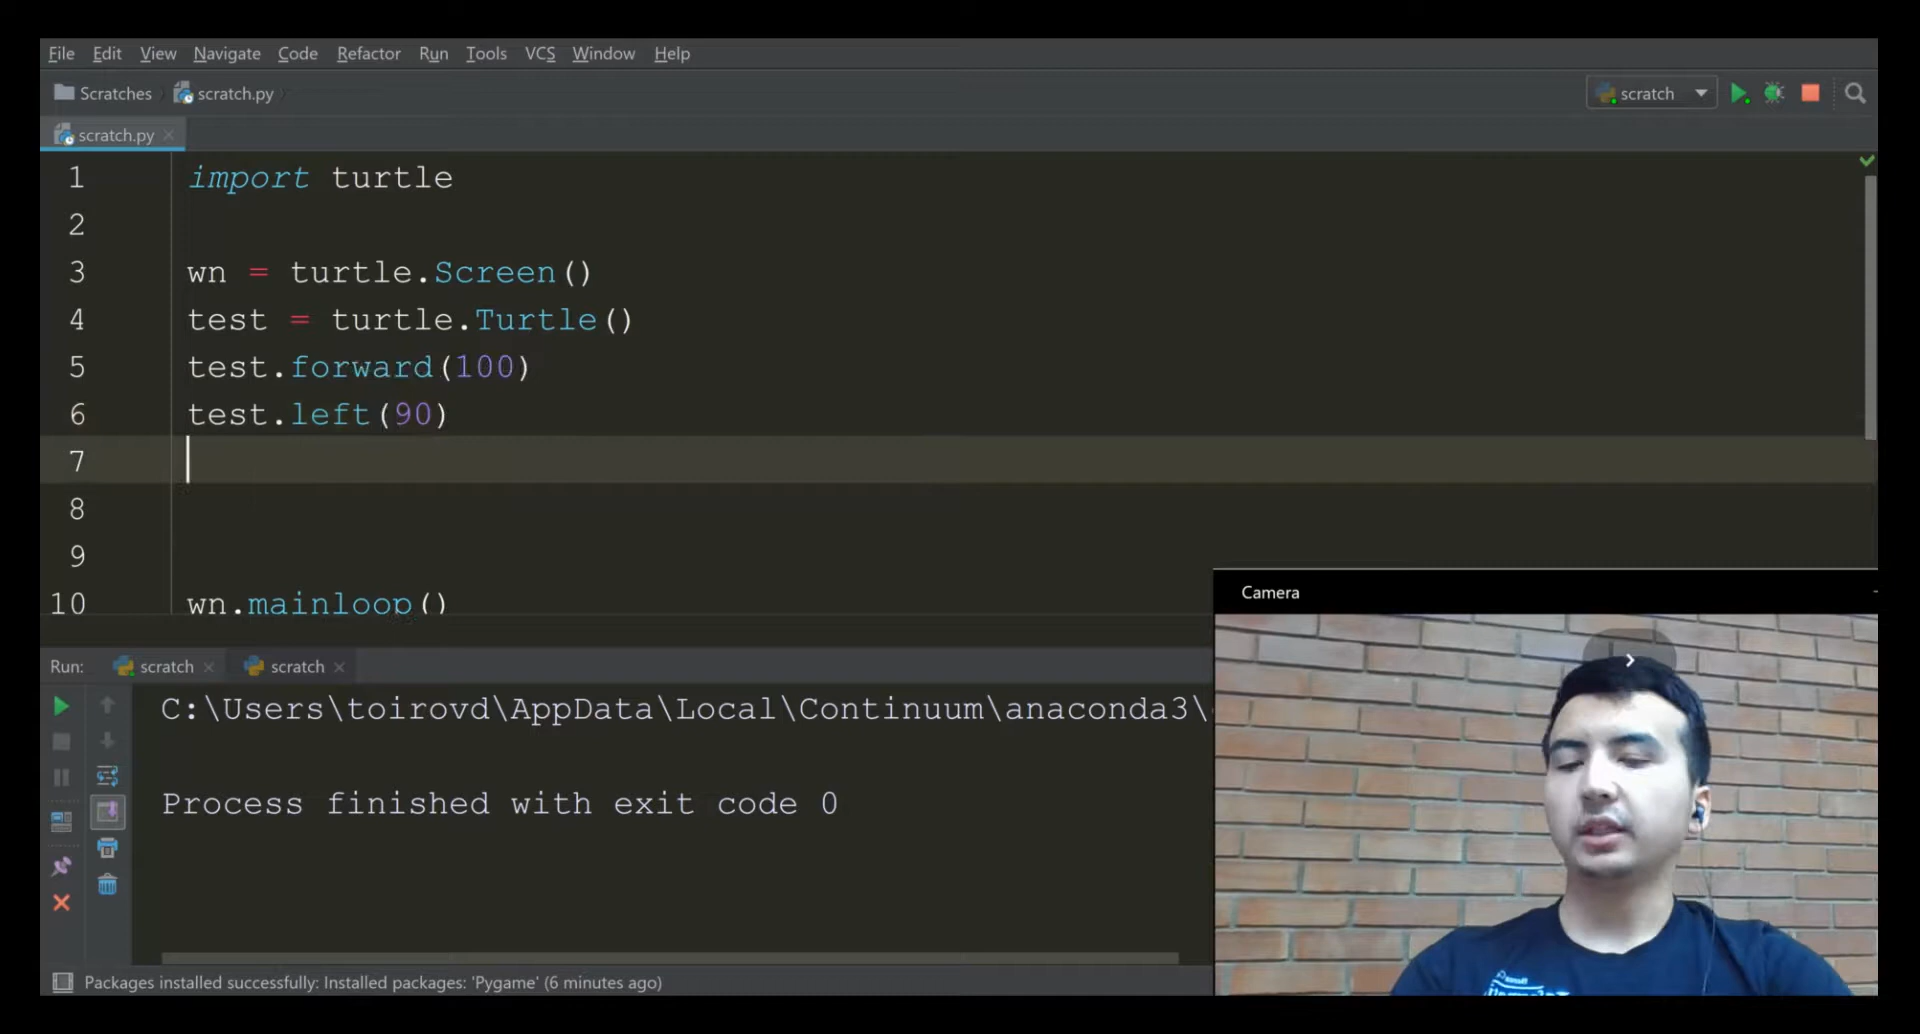 File Edit View Navigate Code Refactor Run Tools VCS Window Help
Scratches scratch.py scratch
scratch.py
1 import turtle
2
3 wn = turtle.Screen()
4 test = turtle.Turtle()
5 test.forward(100)
6 test.left(90)
7
8
9
10 wn.mainloop()
Camera
Run: scratch scratch
C:\Users\toirovd\AppData\Local\Continuum\anaconda3\
Process finished with exit code 0
Packages installed successfully: Installed packages: 'Pygame' (6 minutes ago)